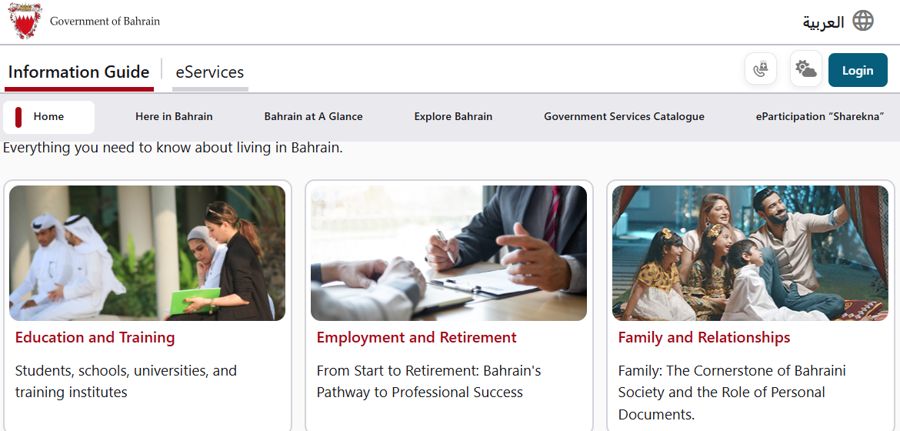 Government of Bahrain
العربية
Information Guide
eServices
Login
Home
Here in Bahrain
Bahrain at A Glance
Explore Bahrain
Government Services Catalogue
eParticipation “Sharekna”
Everything you need to know about living in Bahrain.
Education and Training
Students, schools, universities, and
training institutes
Employment and Retirement
From Start to Retirement: Bahrain's
Pathway to Professional Success
Family and Relationships
Family: The Cornerstone of Bahraini
Society and the Role of Personal
Documents.